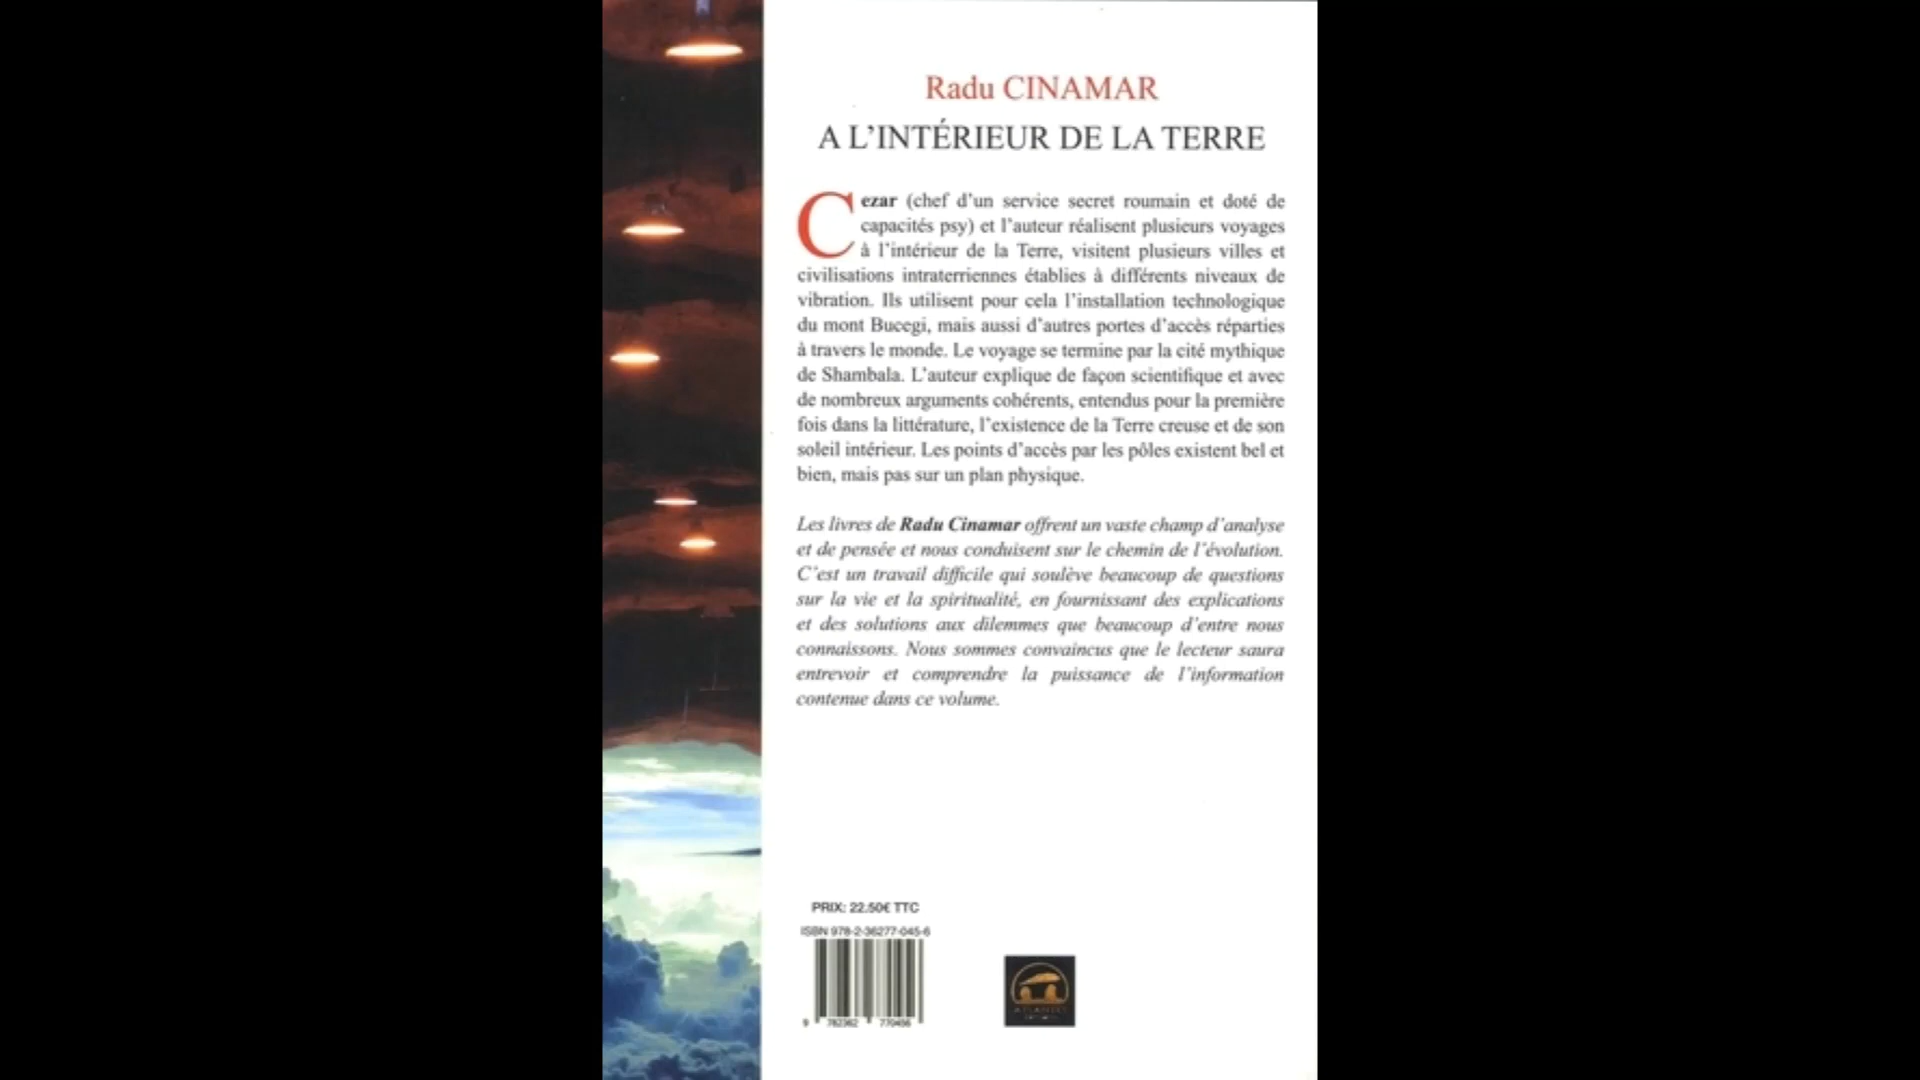 Radu CINAMAR
A L'INTÉRIEUR DE LA TERRE
Cezar (chef d'un service secret roumain et doté de
capacités psy) et l'auteur réalisent plusieurs voyages
à l'intérieur de la Terre, visitent plusieurs villes et
civilisations intraterriennes établies à différents niveaux de
vibration. Ils utilisent pour cela l'installation technologique
du mont Bucegi, mais aussi d'autres portes d'accès réparties
à travers le monde. Le voyage se termine par la cité mythique
de Shambala. L'auteur explique de façon scientifique et avec
de nombreux arguments cohérents, entendus pour la première
fois dans la littérature, l'existence de la Terre creuse et de son
soleil intérieur. Les points d'accès par les pôles existent bel et
bien, mais pas sur un plan physique.
Les livres de Radu Cinamar offrent un vaste champ d'analyse
et de pensée et nous conduisent sur le chemin de l'évolution.
C'est un travail difficile qui soulève beaucoup de questions
sur la vie et la spiritualité, en fournissant des explications
et des solutions aux dilemmes que beaucoup d'entre nous
connaissons. Nous sommes convaincus que le lecteur saura
entrevoir et comprendre la puissance de l'information
contenue dans ce volume.
PRIX: 22.50€ TTC
ISBN 978-2-36277-045-6
9 782362 770456